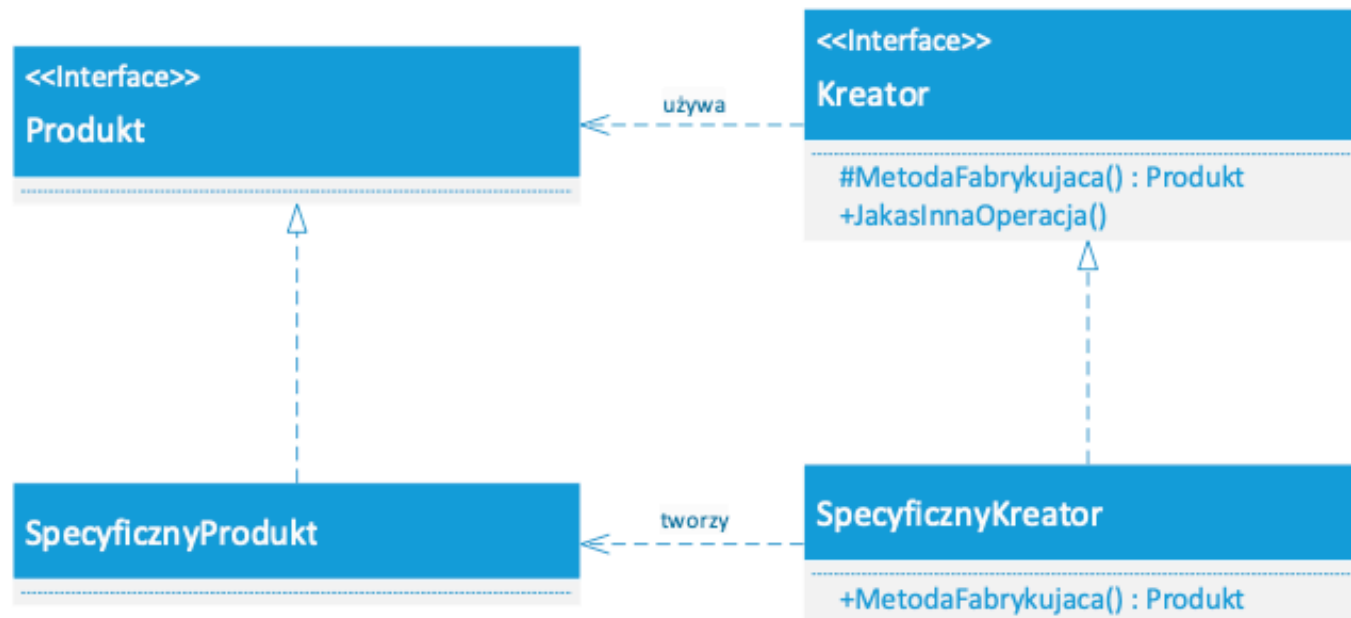 <<Interface>>
Produkt
używa
<<Interface>>
Kreator
#MetodaFabrykujaca() : Produkt
+JakasInnaOperacja()
SpecyficznyProdukt
tworzy
SpecyficznyKreator
+MetodaFabrykujaca() : Produkt